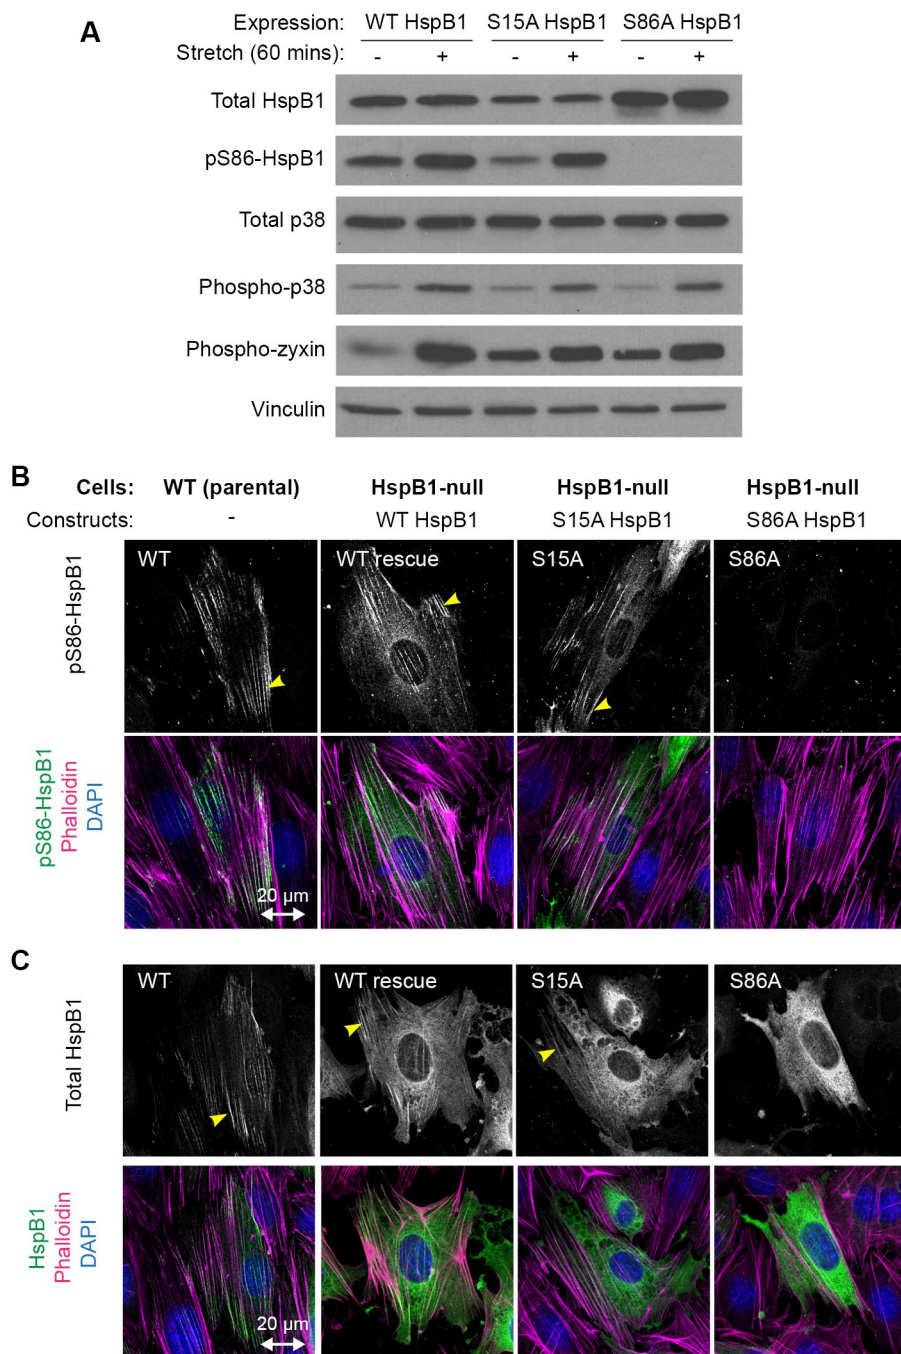 A
Expression: WT HspB1 S15A HspB1 S86A HspB1
Stretch (60 mins): - + - + - +
Total HspB1
pS86-HspB1
Total p38
Phospho-p38
Phospho-zyxin
Vinculin
B
Cells: WT (parental) HspB1-null HspB1-null HspB1-null
Constructs: - WT HspB1 S15A HspB1 S86A HspB1
pS86-HspB1
WT WT rescue S15A S86A
pS86-HspB1
Phalloidin
DAPI
20 µm
C
Total HspB1
WT WT rescue S15A S86A
HspB1
Phalloidin
DAPI
20 µm